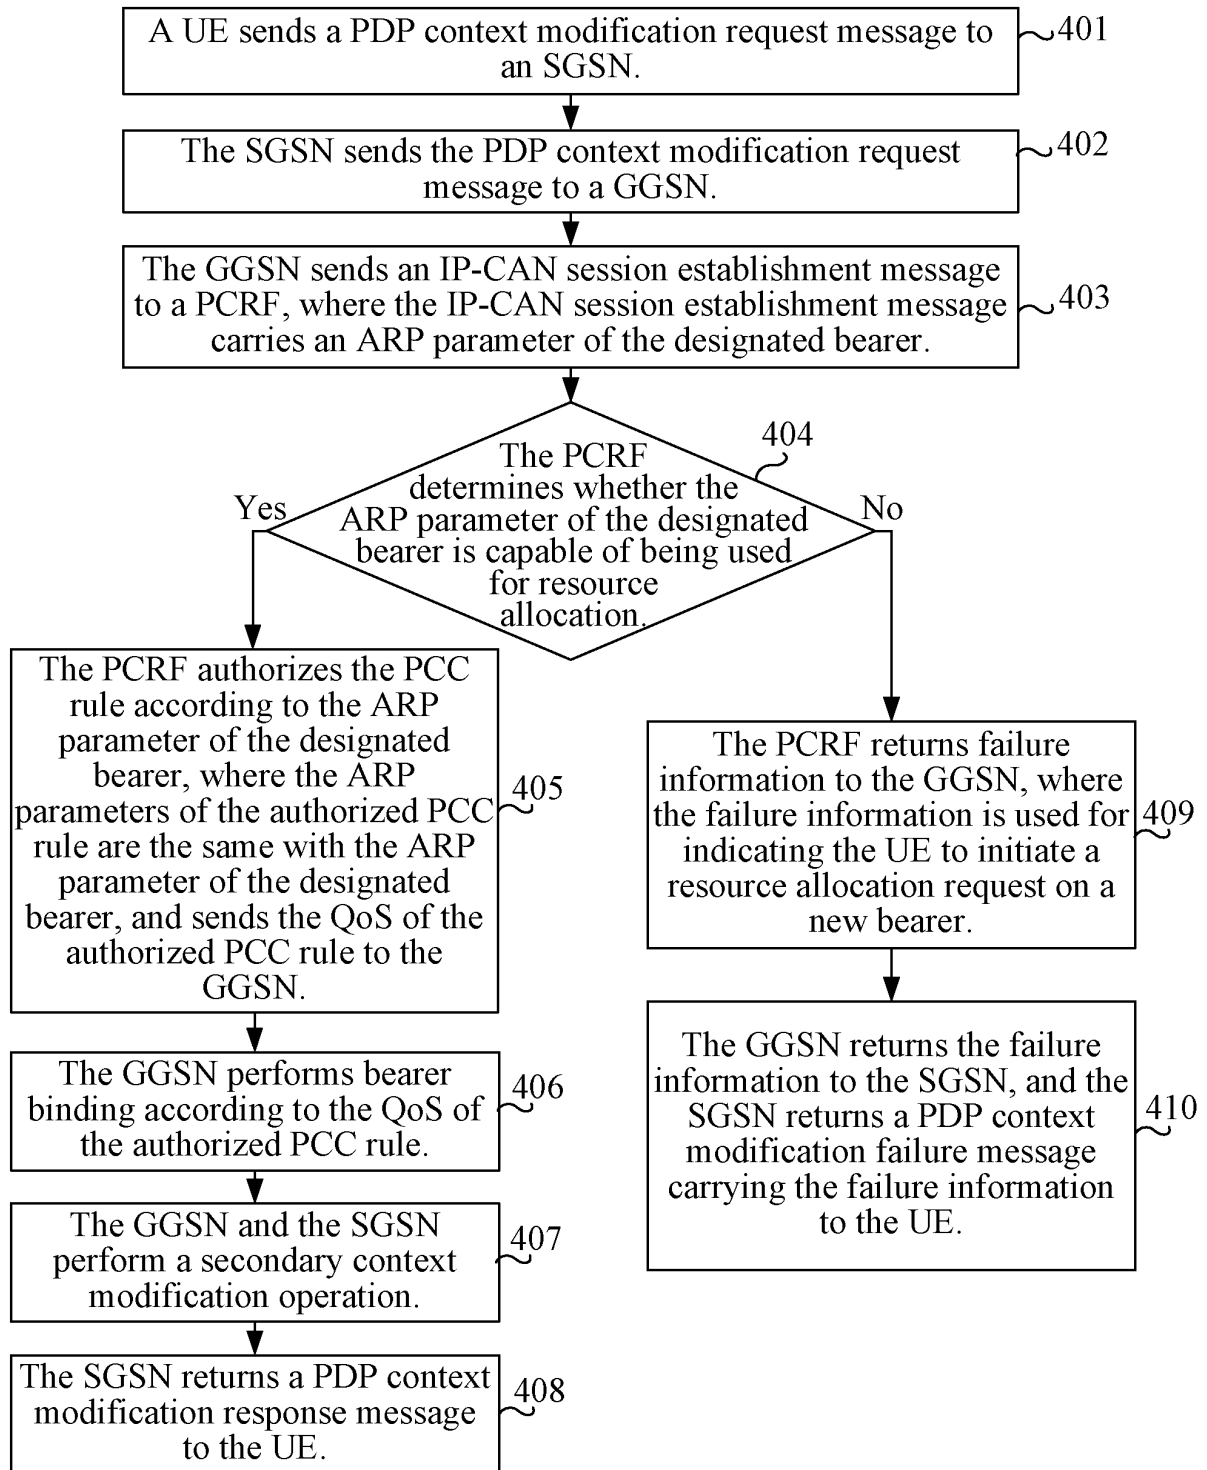 A UE sends a PDP context modification request message to
an SGSN.
401
The SGSN sends the PDP context modification request
message to a GGSN.
402
The GGSN sends an IP-CAN session establishment message
to a PCRF, where the IP-CAN session establishment message
carries an ARP parameter of the designated bearer.
403
404
The PCRF
determines whether the
ARP parameter of the designated
bearer is capable of being used
for resource
allocation.
Yes
No
The PCRF authorizes the PCC
rule according to the ARP
parameter of the designated
bearer, where the ARP
parameters of the authorized PCC
rule are the same with the ARP
parameter of the designated
bearer, and sends the QoS of the
authorized PCC rule to the
GGSN.
405
The GGSN performs bearer
binding according to the QoS of
the authorized PCC rule.
406
The GGSN and the SGSN
perform a secondary context
modification operation.
407
The SGSN returns a PDP context
modification response message
to the UE.
408
The PCRF returns failure
information to the GGSN, where
the failure information is used for
indicating the UE to initiate a
resource allocation request on a
new bearer.
409
The GGSN returns the failure
information to the SGSN, and the
SGSN returns a PDP context
modification failure message
carrying the failure information
to the UE.
410